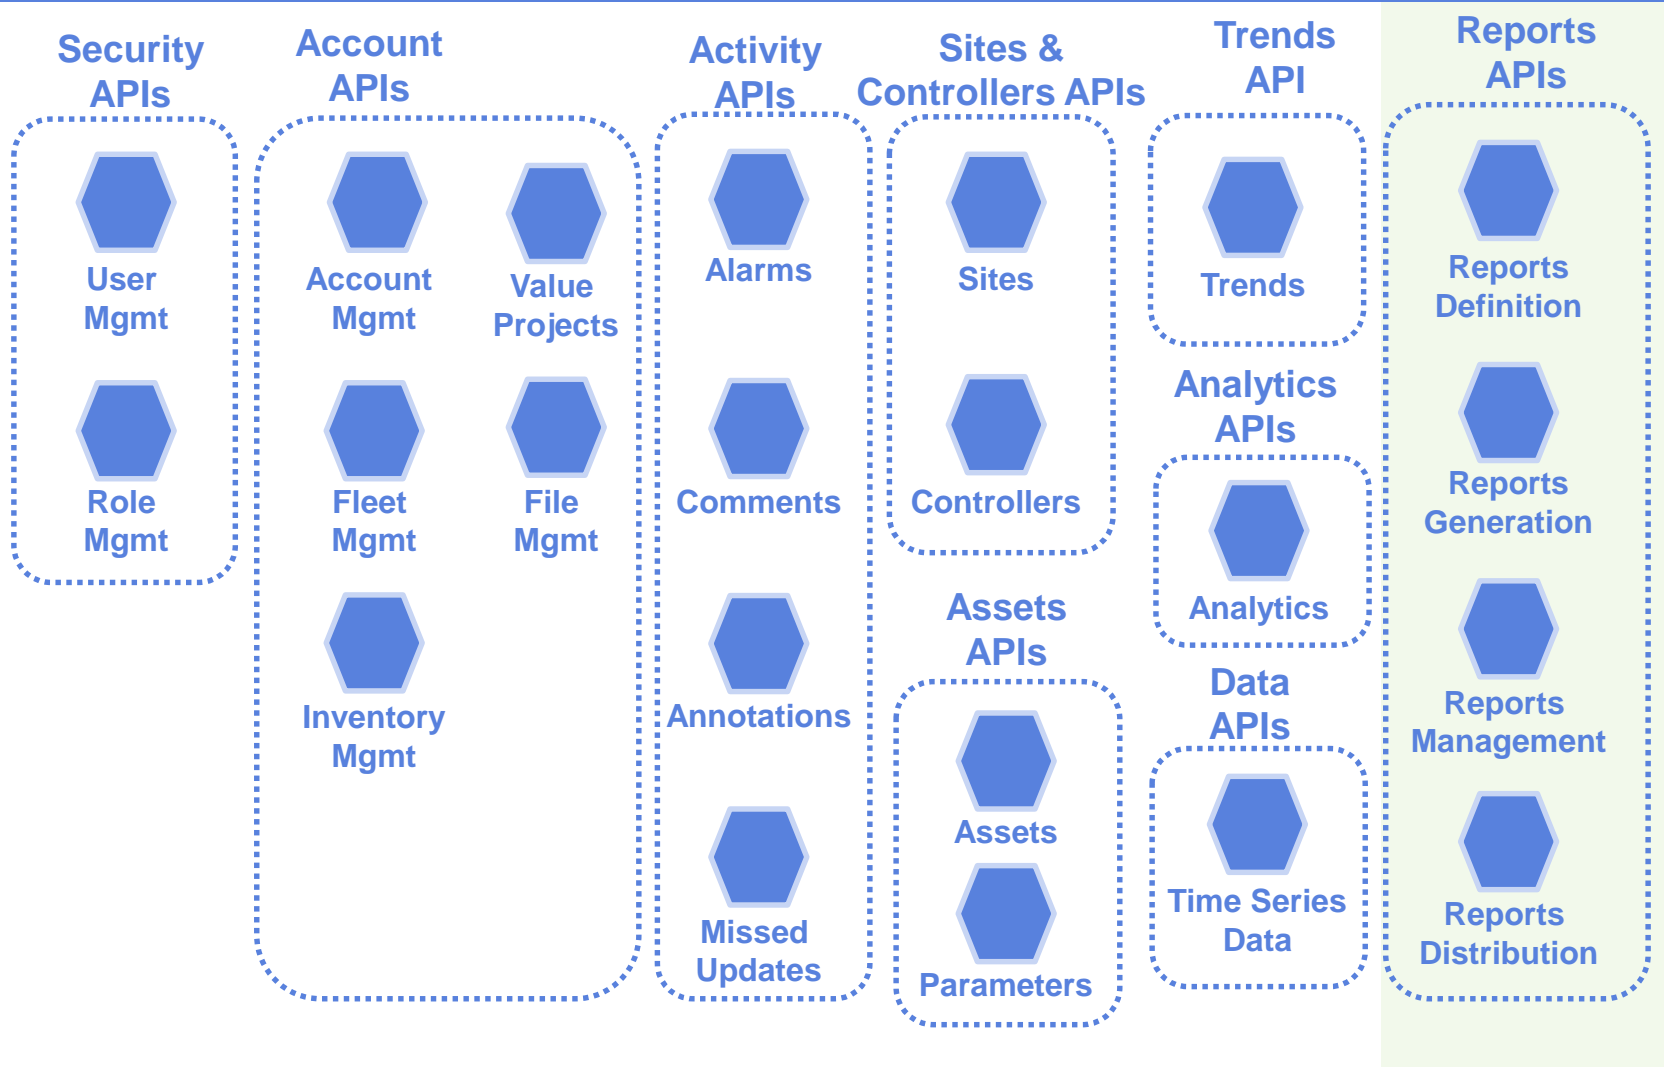 Security
APIs
User
Mgmt
Role
Mgmt
Account
APIs
Account
Mgmt
Value
Projects
Fleet
Mgmt
File
Mgmt
Inventory
Mgmt
Activity
APIs
Alarms
Comments
Annotations
Missed
Updates
Sites &
Controllers APIs
Sites
Controllers
Assets
APIs
Assets
Parameters
Trends
API
Trends
Analytics
APIs
Analytics
Data
APIs
Time Series
Data
Reports
APIs
Reports
Definition
Reports
Generation
Reports
Management
Reports
Distribution